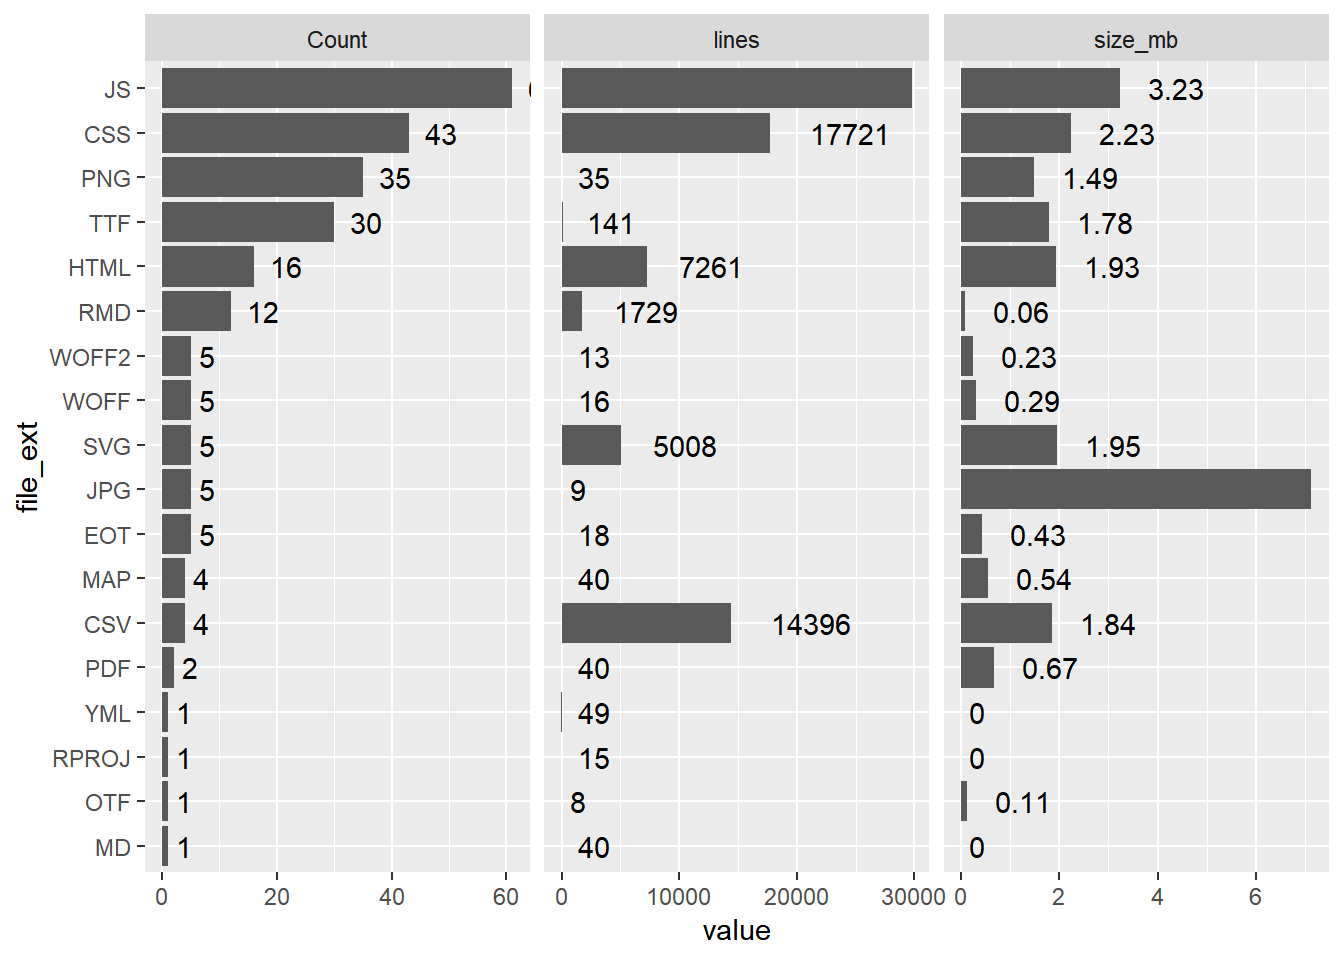 Count lines size_mb
JS 3.23
CSS 43 17721 2.23
PNG 35 35 1.49
TTF 30 141 1.78
HTML 16 7261 1.93
RMD 12 1729 0.06
WOFF2 5 13 0.23
WOFF 5 16 0.29
SVG 5 5008 1.95
JPG 5 9
EOT 5 18 0.43
MAP 4 40 0.54
CSV 4 14396 1.84
PDF 2 40 0.67
YML 1 49 0
RPROJ 1 15 0
OTF 1 8 0.11
MD 1 40 0
0 20 40 60 0 10000 20000 30000 0 2 4 6
value
file_ext